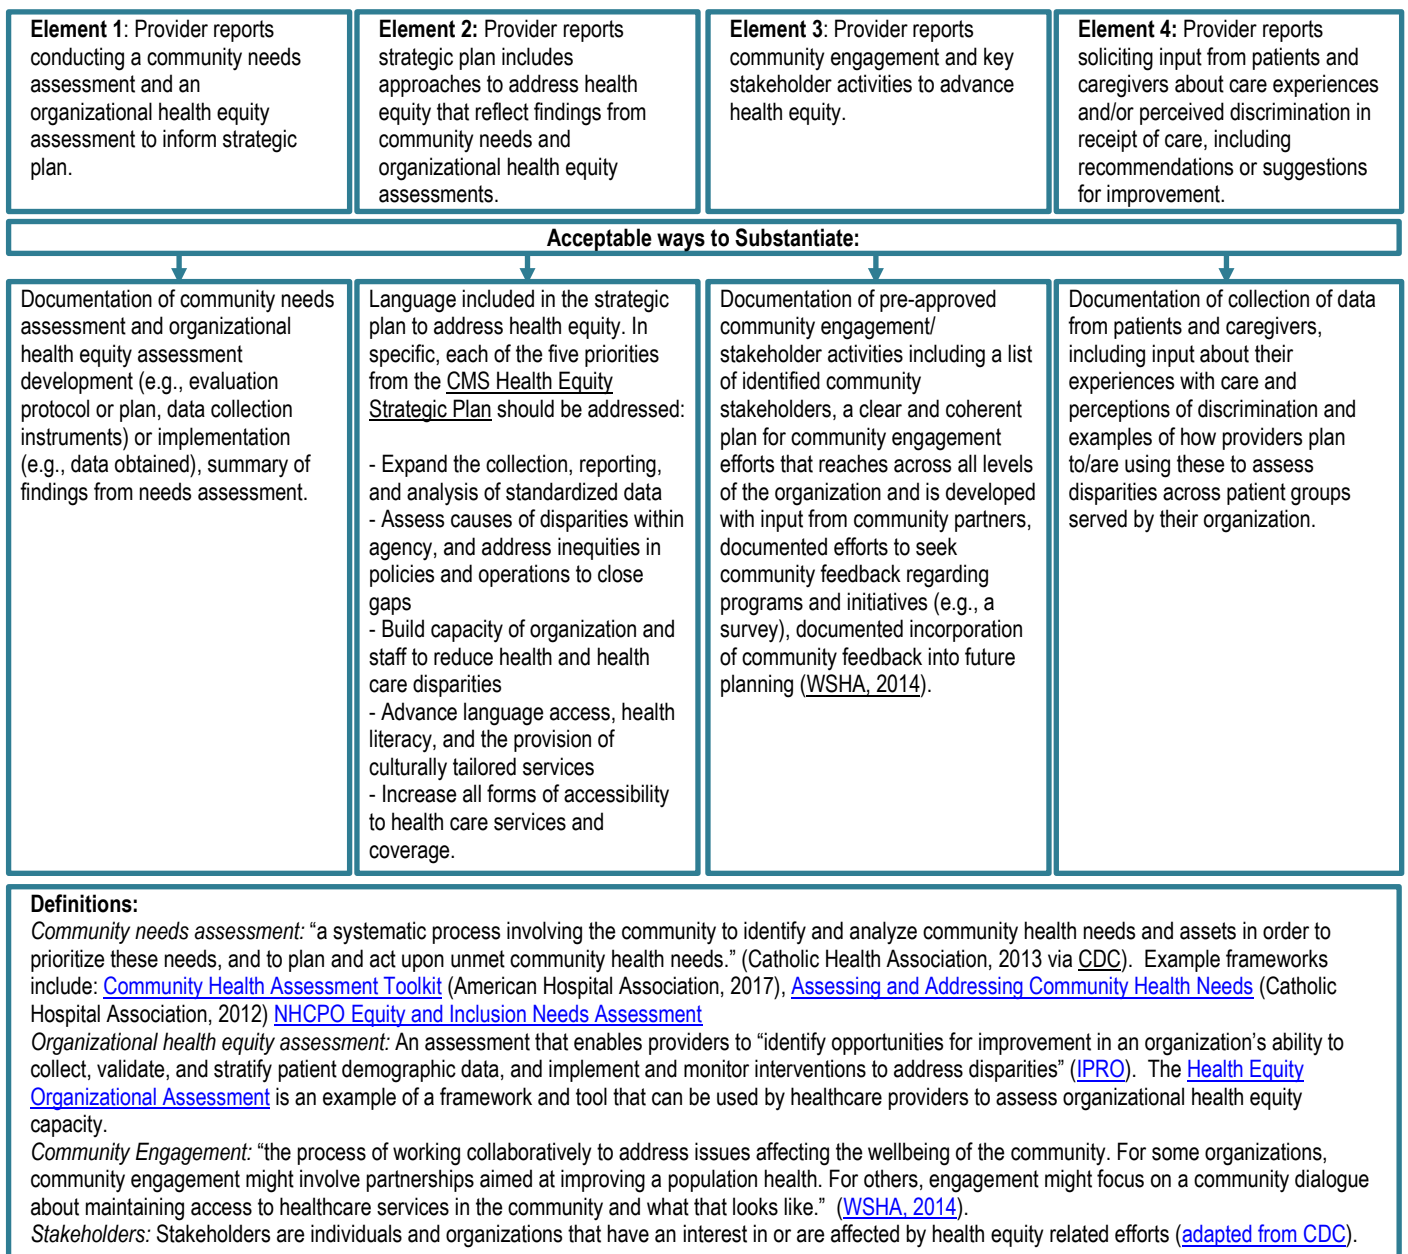 Element 1: Provider reports
conducting a community needs
assessment and an
organizational health equity
assessment to inform strategic
plan.
Element 2: Provider reports
strategic plan includes
approaches to address health
equity that reflect findings from
community needs and
organizational health equity
assessments.
Element 3: Provider reports
community engagement and key
stakeholder activities to advance
health equity.
Element 4: Provider reports
soliciting input from patients and
caregivers about care experiences
and/or perceived discrimination in
receipt of care, including
recommendations or suggestions
for improvement.
Acceptable ways to Substantiate:
Documentation of community needs
assessment and organizational
health equity assessment
development (e.g., evaluation
protocol or plan, data collection
instruments) or implementation
(e.g., data obtained), summary of
findings from needs assessment.
Language included in the strategic
plan to address health equity. In
specific, each of the five priorities
from the CMS Health Equity
Strategic Plan should be addressed:
- Expand the collection, reporting,
and analysis of standardized data
- Assess causes of disparities within
agency, and address inequities in
policies and operations to close
gaps
- Build capacity of organization and
staff to reduce health and health
care disparities
- Advance language access, health
literacy, and the provision of
culturally tailored services
- Increase all forms of accessibility
to health care services and
coverage.
Documentation of pre-approved
community engagement/
stakeholder activities including a list
of identified community
stakeholders, a clear and coherent
plan for community engagement
efforts that reaches across all levels
of the organization and is developed
with input from community partners,
documented efforts to seek
community feedback regarding
programs and initiatives (e.g., a
survey), documented incorporation
of community feedback into future
planning (WSHA, 2014).
Documentation of collection of data
from patients and caregivers,
including input about their
experiences with care and
perceptions of discrimination and
examples of how providers plan
to/are using these to assess
disparities across patient groups
served by their organization.
Definitions:
Community needs assessment: “a systematic process involving the community to identify and analyze community health needs and assets in order to
prioritize these needs, and to plan and act upon unmet community health needs.” (Catholic Health Association, 2013 via CDC). Example frameworks
include: Community Health Assessment Toolkit (American Hospital Association, 2017), Assessing and Addressing Community Health Needs (Catholic
Hospital Association, 2012) NHCPO Equity and Inclusion Needs Assessment
Organizational health equity assessment: An assessment that enables providers to “identify opportunities for improvement in an organization’s ability to
collect, validate, and stratify patient demographic data, and implement and monitor interventions to address disparities” (IPRO). The Health Equity
Organizational Assessment is an example of a framework and tool that can be used by healthcare providers to assess organizational health equity
capacity.
Community Engagement: “the process of working collaboratively to address issues affecting the wellbeing of the community. For some organizations,
community engagement might involve partnerships aimed at improving a population health. For others, engagement might focus on a community dialogue
about maintaining access to healthcare services in the community and what that looks like.” (WSHA, 2014).
Stakeholders: Stakeholders are individuals and organizations that have an interest in or are affected by health equity related efforts (adapted from CDC).